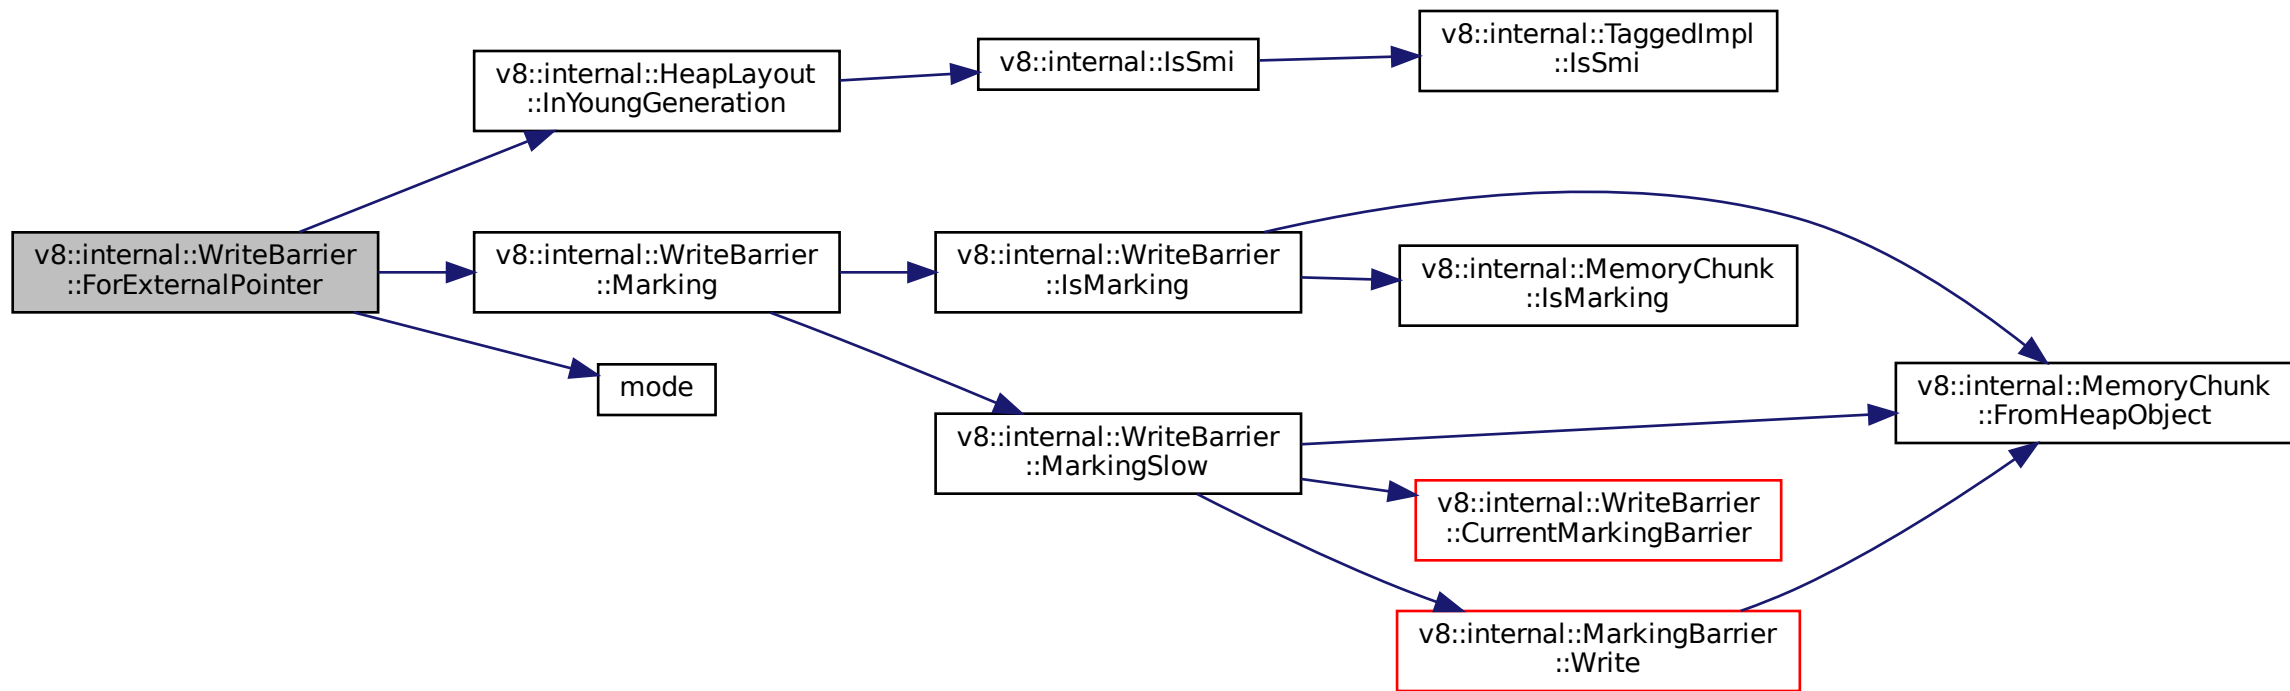 v8::internal::WriteBarrier
::ForExternalPointer
v8::internal::HeapLayout
::InYoungGeneration
v8::internal::IsSmi
v8::internal::TaggedImpl
::IsSmi
v8::internal::WriteBarrier
::Marking
v8::internal::WriteBarrier
::IsMarking
v8::internal::MemoryChunk
::IsMarking
v8::internal::MemoryChunk
::FromHeapObject
v8::internal::WriteBarrier
::MarkingSlow
v8::internal::WriteBarrier
::CurrentMarkingBarrier
v8::internal::MarkingBarrier
::Write
mode